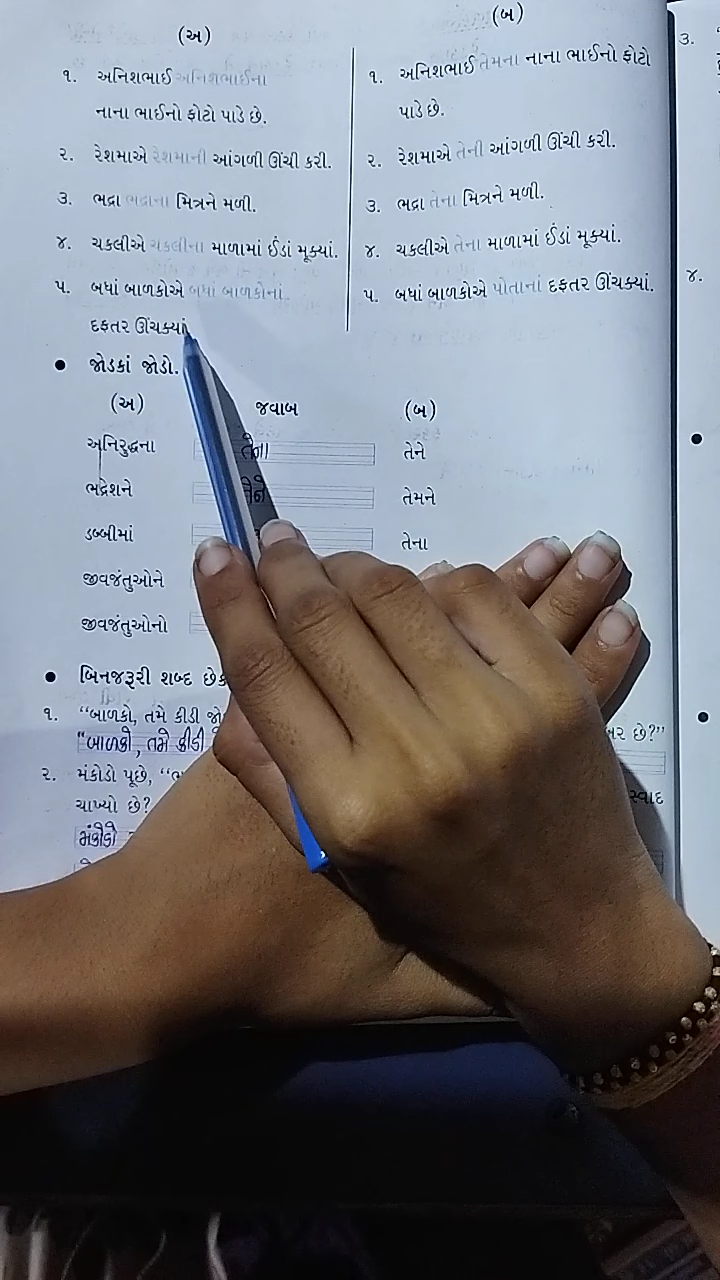 (અ)
૧. અનિશભાઈ અનિશભાઈના
નાના ભાઈનો ફોટો પાડે છે.
૨. રેશમાએ રેશમાની આંગળી ઊંચી કરી.
૩. ભદ્રા ભદ્રાના મિત્રને મળી.
૪. ચકલીએ ચકલીના માળામાં ઈંડાં મૂક્યાં.
૫. બધાં બાળકોએ બધાં બાળકોનાં
દફતર ઊંચક્યાં
(બ)
૧. અનિશભાઈ તેમના નાના ભાઈનો ફોટો
પાડે છે.
૨. રેશમાએ તેની આંગળી ઊંચી કરી.
૩. ભદ્રા તેના મિત્રને મળી.
૪. ચકલીએ તેના માળામાં ઈંડાં મૂક્યાં.
૫. બધાં બાળકોએ પોતાનાં દફતર ઊંચક્યાં.
• જોડકાં જોડો.
(અ) જવાબ (બ)
અનિરુદ્ધના તેના તેને
ભદ્રેશને તેને તેમને
ડબ્બીમાં તેના
જીવજંતુઓને
જીવજંતુઓનો
• બિનજરૂરી શબ્દ
૧. “બાળકો, તમે કીડી છે?”
"બાળકો, તમે કીડી
૨. મંકોડો પૂછે, સ્વાદ
ચાખ્યો છે?
મંકોડો
૩.
૪.